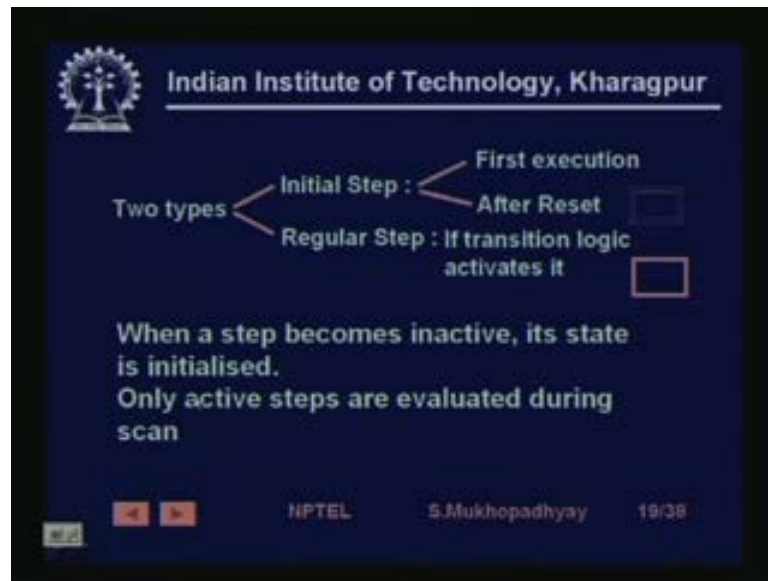 Indian Institute of Technology, Kharagpur
Two types
Initial Step :
First execution
After Reset
Regular Step : If transition logic
activates it
When a step becomes inactive, its state
is initialised.
Only active steps are evaluated during
scan
NPTEL S.Mukhopadhyay 19/38